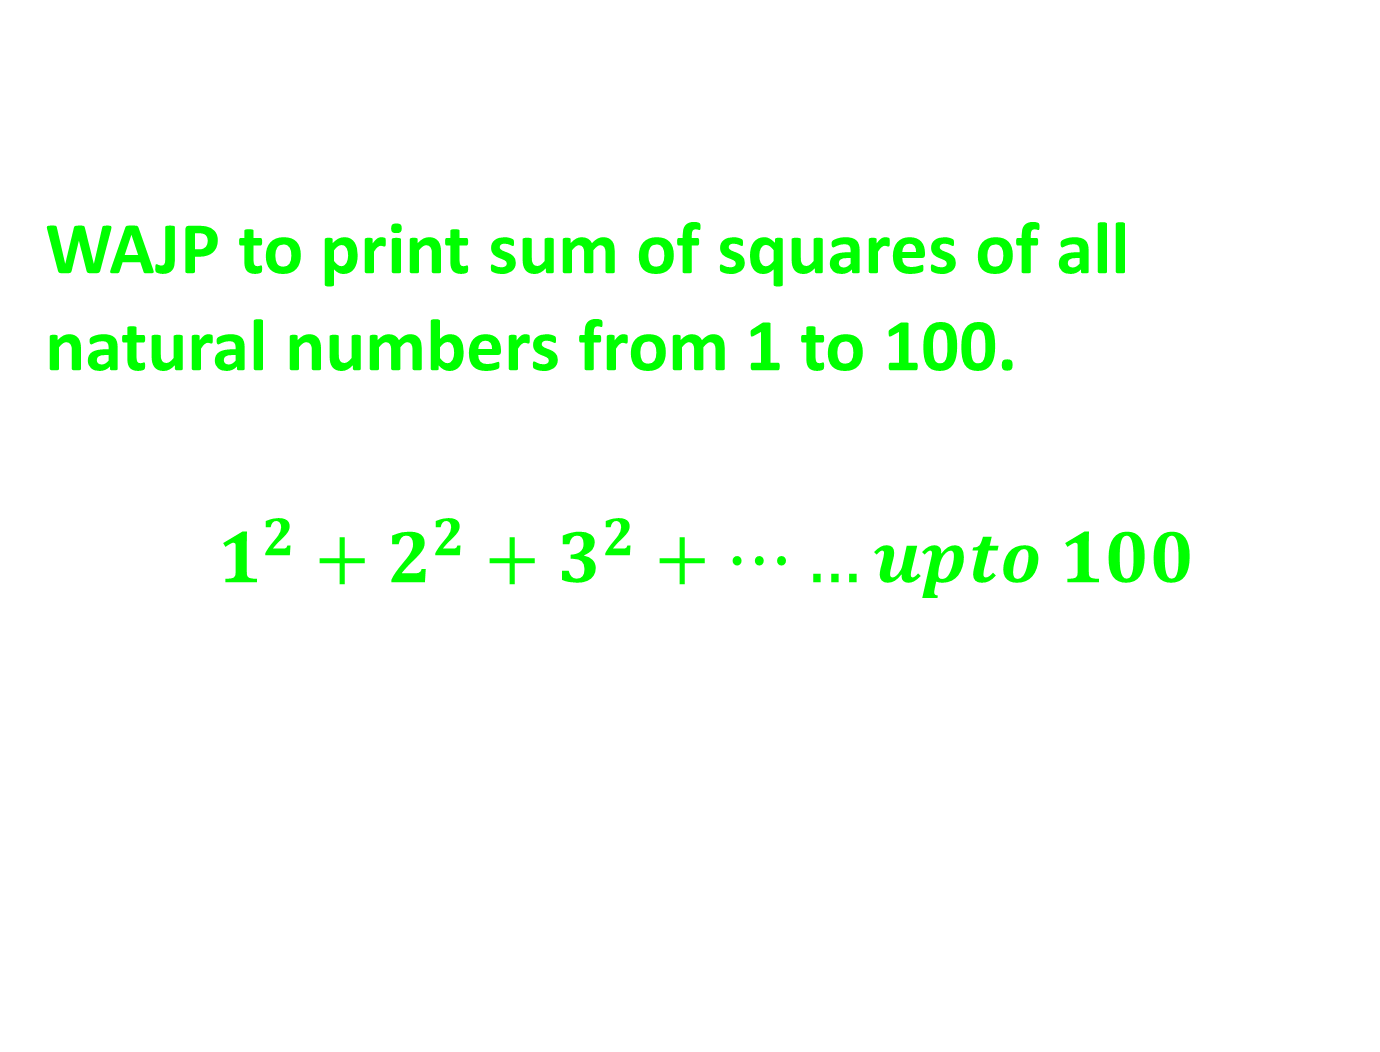 WAJP to print sum of squares of all
natural numbers from 1 to 100.
1² + 2² + 3² + ⋯ … upto 100